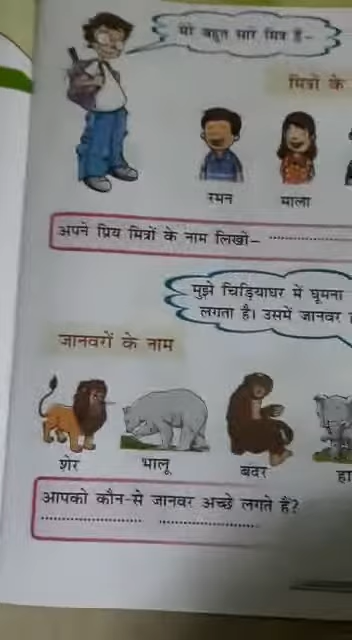 मेरे बहुत सारे मित्र हैं-
मित्रों के
रमन माला
अपने प्रिय मित्रों के नाम लिखो-
मुझे चिड़ियाघर में घूमना
लगता है। उसमें जानवर
जानवरों के नाम
शेर भालू बंदर हा
आपको कौन-से जानवर अच्छे लगते हैं?